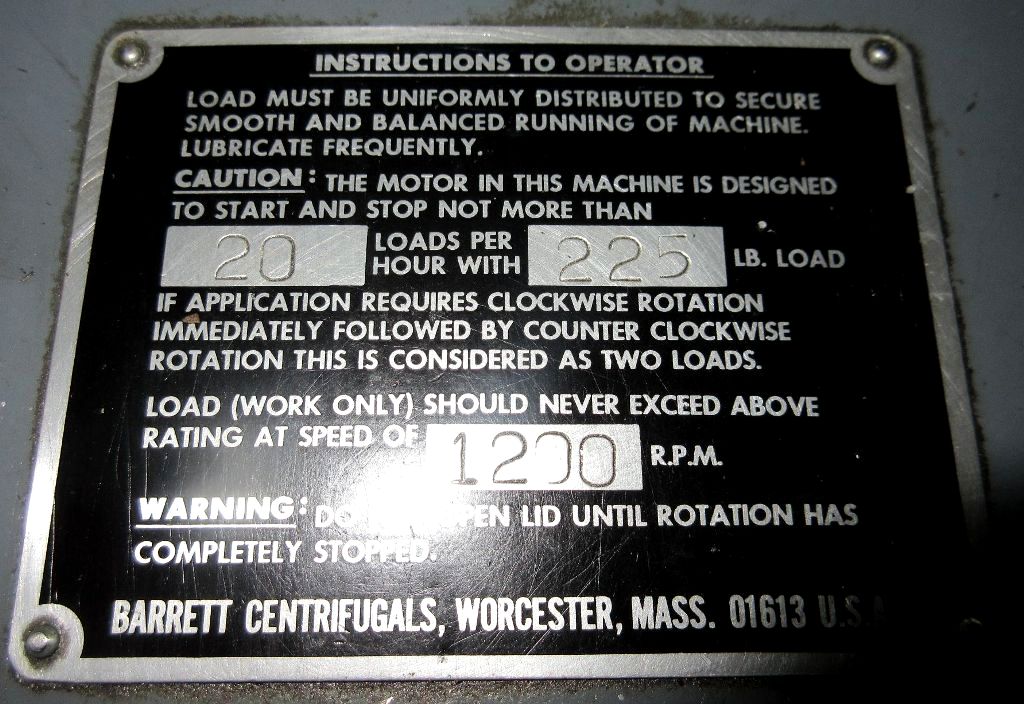 INSTRUCTIONS TO OPERATOR
LOAD MUST BE UNIFORMLY DISTRIBUTED TO SECURE
SMOOTH AND BALANCED RUNNING OF MACHINE.
LUBRICATE FREQUENTLY.
CAUTION: THE MOTOR IN THIS MACHINE IS DESIGNED
TO START AND STOP NOT MORE THAN
20 LOADS PER HOUR WITH 225 LB. LOAD
IF APPLICATION REQUIRES CLOCKWISE ROTATION
IMMEDIATELY FOLLOWED BY COUNTER CLOCKWISE
ROTATION THIS IS CONSIDERED AS TWO LOADS.
LOAD (WORK ONLY) SHOULD NEVER EXCEED ABOVE
RATING AT SPEED OF 1200 R.P.M.
WARNING: DO OPEN LID UNTIL ROTATION HAS
COMPLETELY STOPPED.
BARRETT CENTRIFUGALS, WORCESTER, MASS. 01613 U.S.A